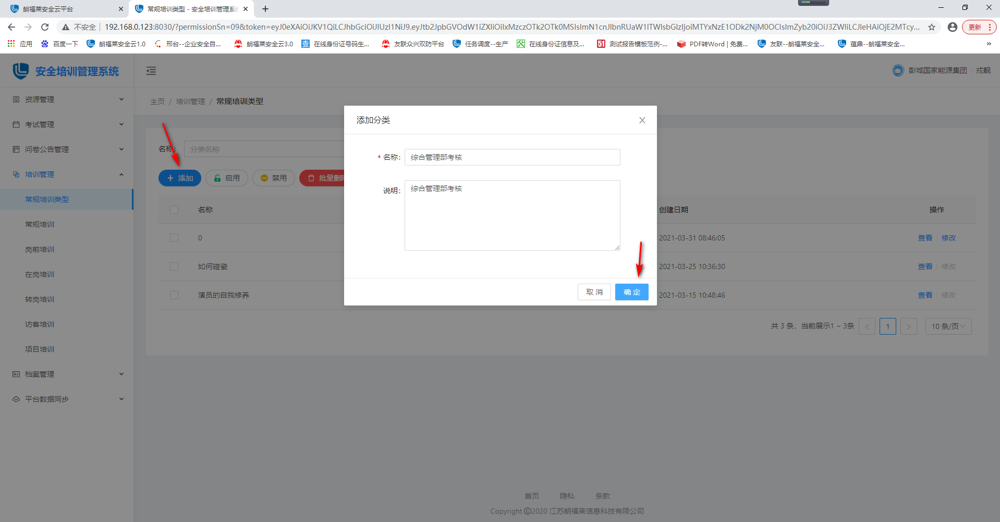 朗福莱安全云平台
常规培训类型 - 安全培训管理系
不安全
192.168.0.123:8030/?permissionSn=09&token=eyJ0eXAiOiJKV1QiLCJhbGciOiJIUzI1NiJ9.eyJtb2JpbGVOdW1iZXIiOiIxMzczOTk2OTk0MSIsImN1cnJlbnRUaW1lTWlsbGlzIjoiMTYxNzE1ODk2NjM0OCIsImZyb20iOiJ3ZWIiLCJleHAiOjE2MTcy...
更新
应用
百度一下
朗福莱安全云1.0
邢台--企业安全自...
朗福莱安全云3.0
在线身份证号码生...
友联众兴双防平台
任务调度--生产
在线身份证信息及...
测试报告模板范例-...
PDF转Word | 免费...
友联--朗福莱安全...
蕴鼎--朗福莱安全...
安全培训管理系统
彭城国家能源集团
戎靓
资源管理
考试管理
问卷公告管理
培训管理
常规培训类型
常规培训
岗前培训
在岗培训
转岗培训
访客培训
项目培训
档案管理
平台数据同步
主页 / 培训管理 / 常规培训类型
名称:
分类名称
添加
启用
禁用
批量删除
名称
创建日期
操作
0
2021-03-31 08:46:05
查看
修改
如何碰瓷
2021-03-25 10:36:30
查看
修改
演员的自我修养
2021-03-15 10:48:46
查看
修改
共 3 条，当前展示1 ~ 3条
<
1
>
10 条/页
添加分类
* 名称:
综合管理部考核
说明:
综合管理部考核
取 消
确 定
首页
隐私
条款
Copyright ©2020 江苏朗福莱信息科技有限公司